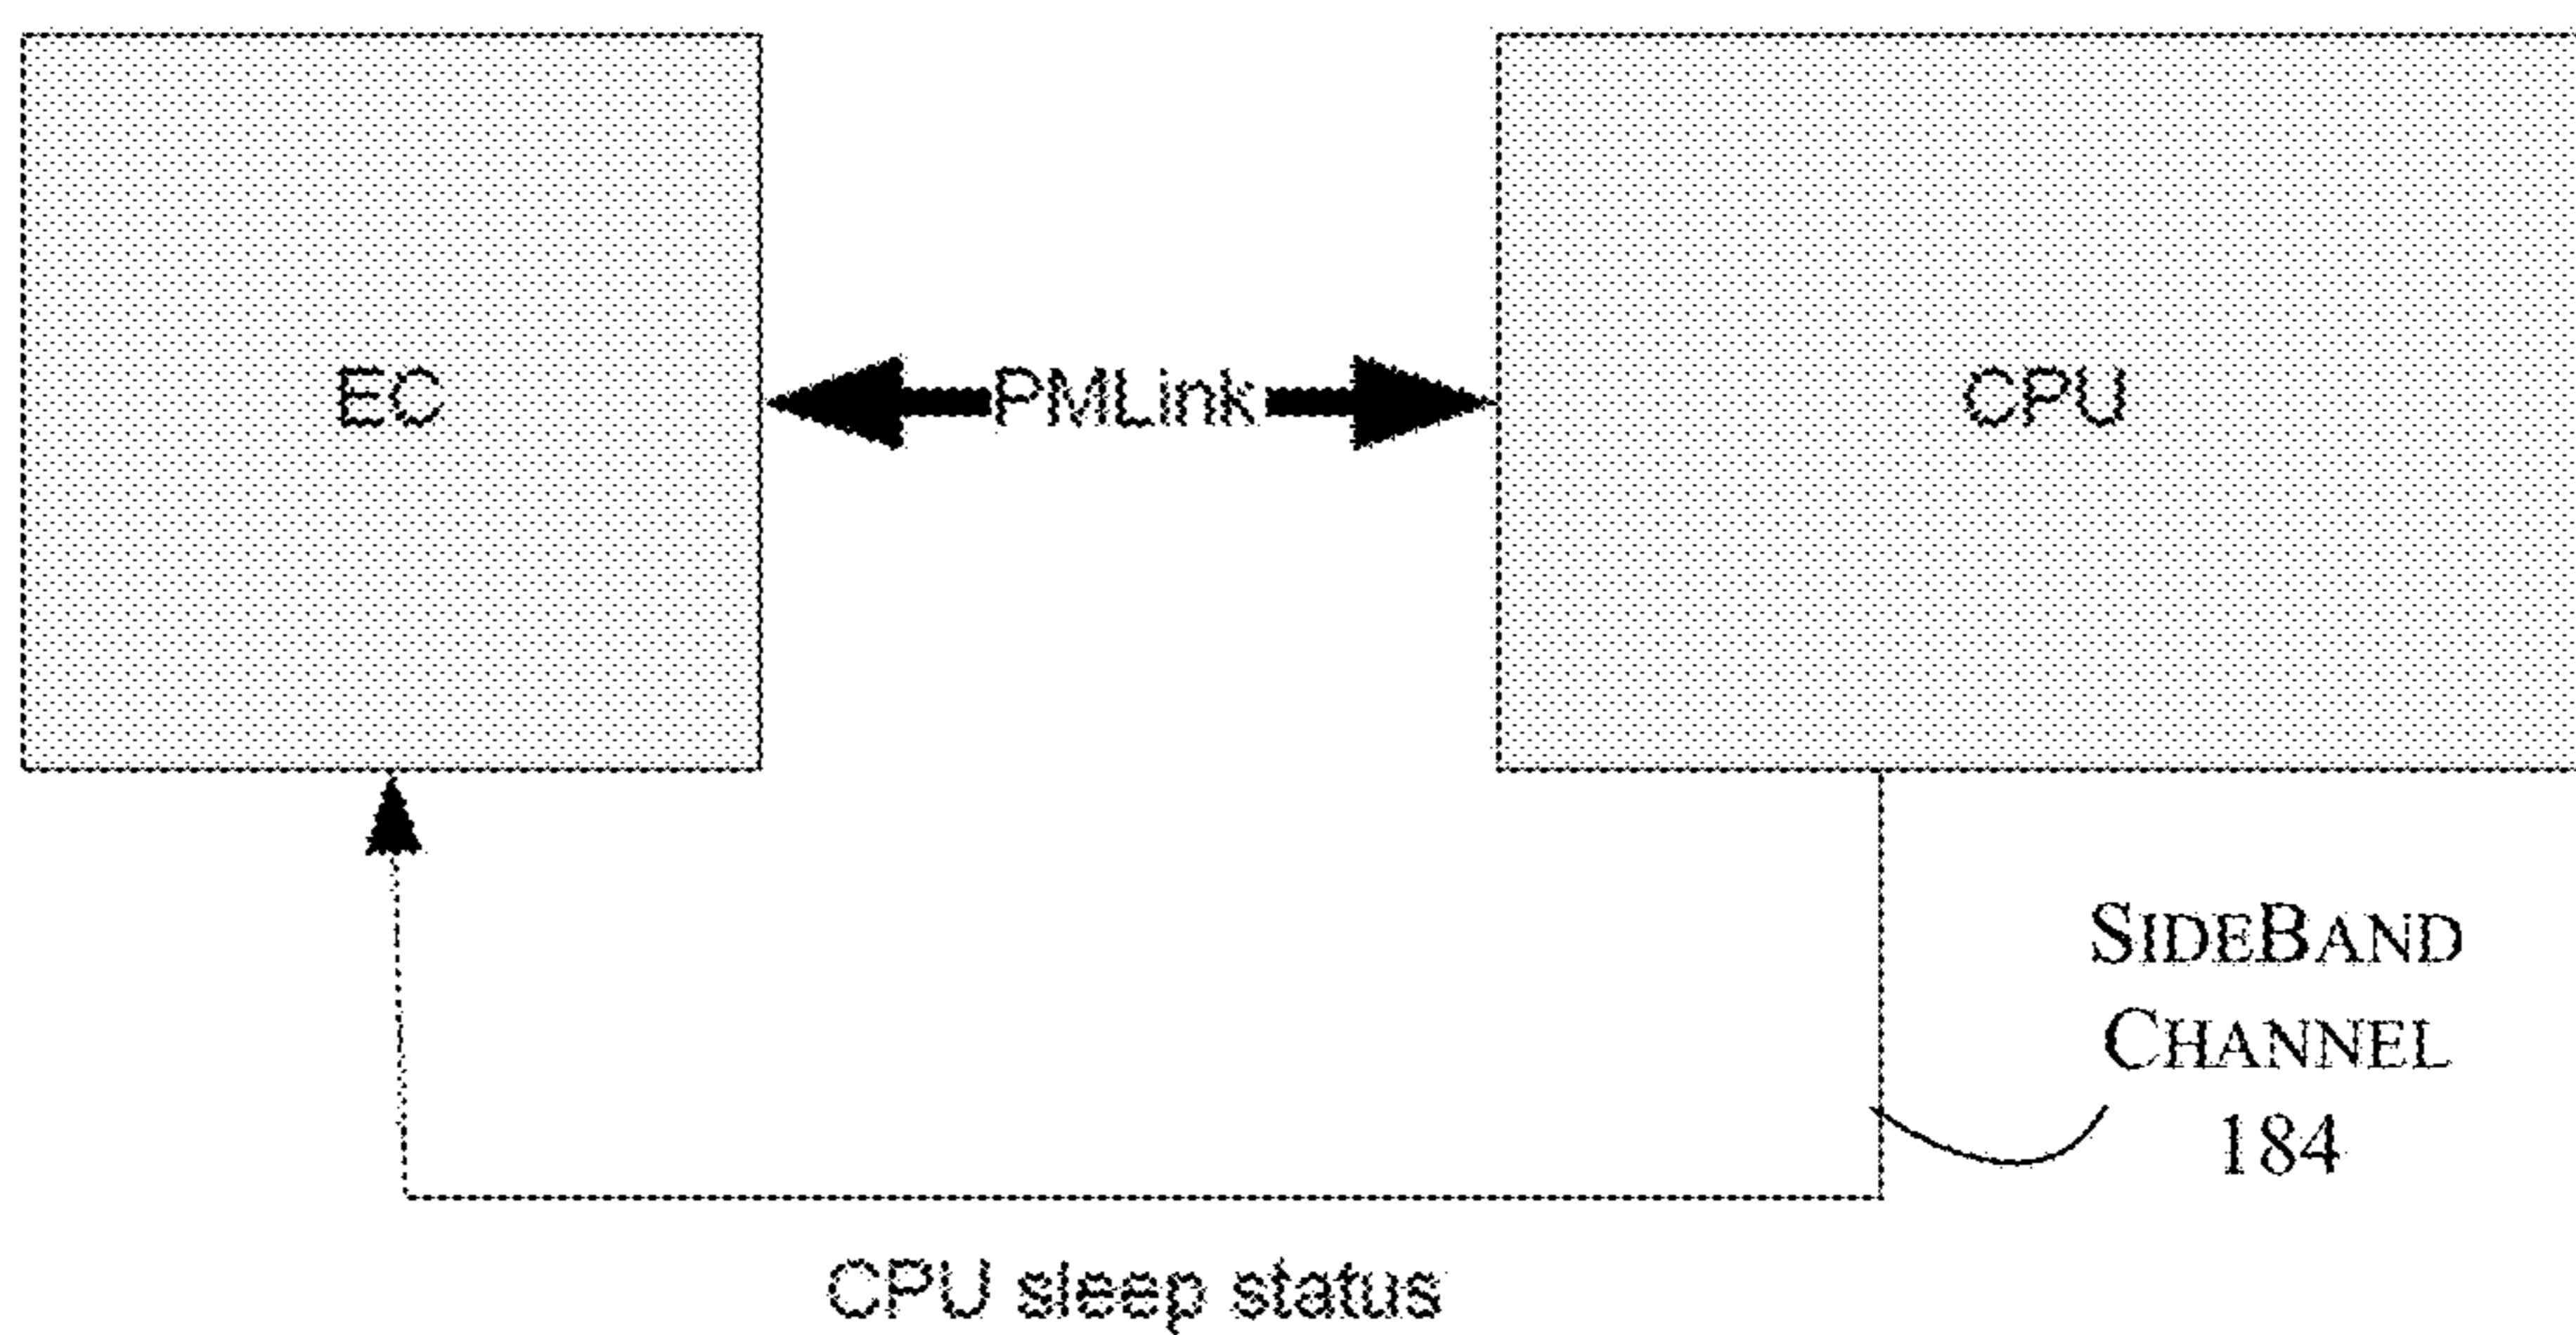 EC
PMLink
CPU
SIDEBAND
CHANNEL
184
CPU sleep status